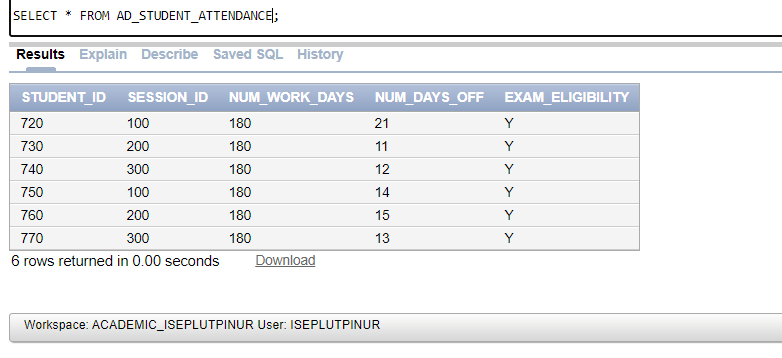 SELECT * FROM AD_STUDENT_ATTENDANCE;
Results Explain Describe Saved SQL History
STUDENT_ID SESSION_ID NUM_WORK_DAYS NUM_DAYS_OFF EXAM_ELIGIBILITY
720 100 180 21 Y
730 200 180 11 Y
740 300 180 12 Y
750 100 180 14 Y
760 200 180 15 Y
770 300 180 13 Y
6 rows returned in 0.00 seconds Download
Workspace: ACADEMIC_ISEPLUTPINUR User: ISEPLUTPINUR